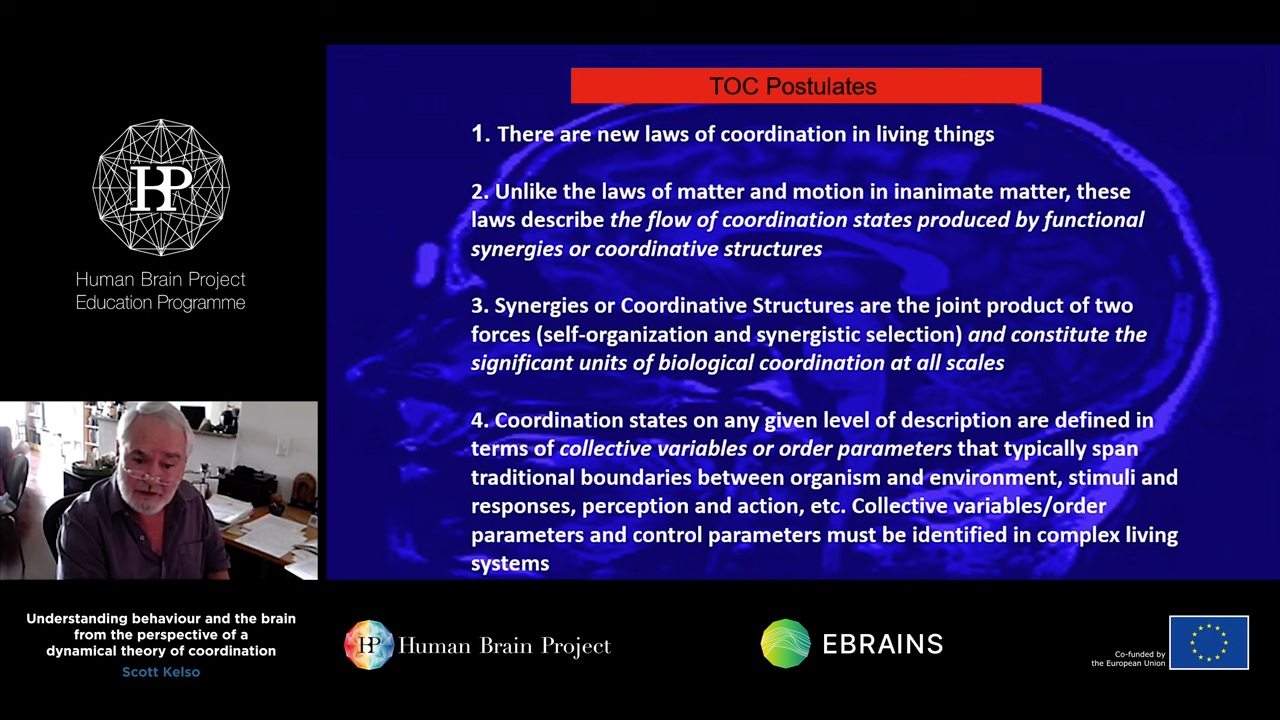 TOC Postulates
1. There are new laws of coordination in living things
2. Unlike the laws of matter and motion in inanimate matter, these
laws describe the flow of coordination states produced by functional
synergies or coordinative structures
3. Synergies or Coordinative Structures are the joint product of two
forces (self-organization and synergistic selection) and constitute the
significant units of biological coordination at all scales
4. Coordination states on any given level of description are defined in
terms of collective variables or order parameters that typically span
traditional boundaries between organism and environment, stimuli and
responses, perception and action, etc. Collective variables/order
parameters and control parameters must be identified in complex living
systems
HP
Human Brain Project
Education Programme
Understanding behaviour and the brain
from the perspective of a
dynamical theory of coordination
Scott Kelso
HP
Human Brain Project
EBRAINS
Co-funded by
the European Union